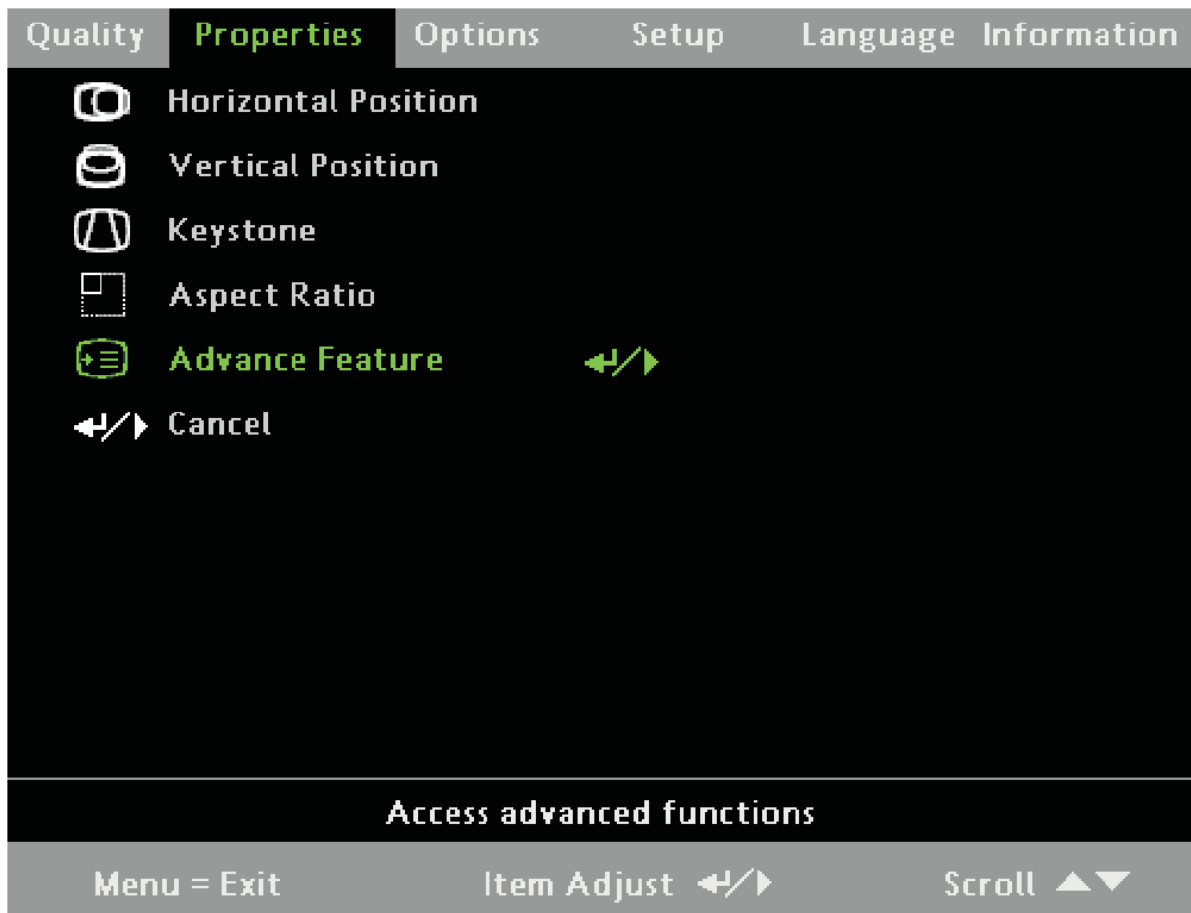 Quality Properties Options Setup Language Information
Horizontal Position
Vertical Position
Keystone
Aspect Ratio
Advance Feature
Cancel
Access advanced functions
Menu = Exit Item Adjust Scroll